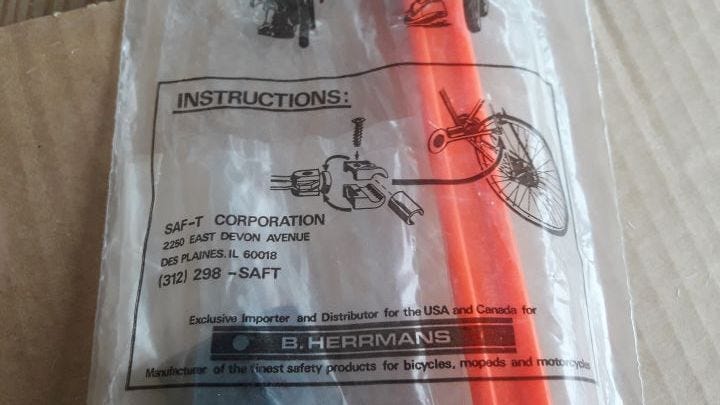 INSTRUCTIONS:
SAF-T CORPORATION
2250 EAST DEVON AVENUE
DES PLAINES, IL 60018
(312) 298 -SAFT
Exclusive Importer and Distributor for the USA and Canada for
B. HERRMANS
Manufacturer of the finest safety products for bicycles, mopeds and motorcycles